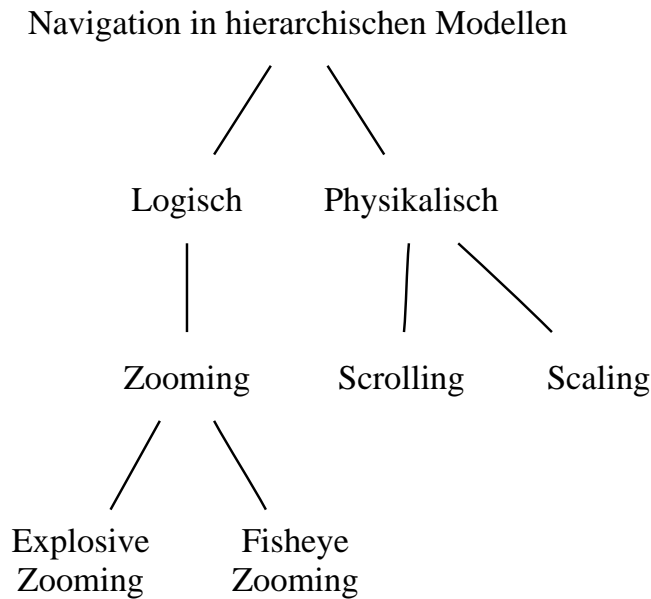 Navigation in hierarchischen Modellen
Logisch
Physikalisch
Zooming
Scrolling
Scaling
Explosive
Zooming
Fisheye
Zooming